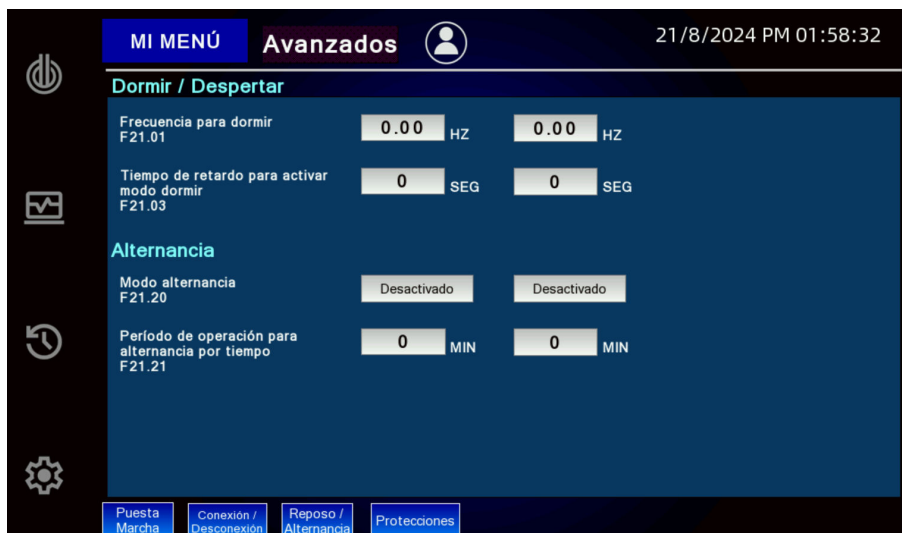 MI MENÚ Avanzados 21/8/2024 PM 01:58:32
Dormir / Despertar
Frecuencia para dormir
F21.01
0.00 HZ 0.00 HZ
Tiempo de retardo para activar
modo dormir
F21.03
0 SEG 0 SEG
Alternancia
Modo alternancia
F21.20
Desactivado Desactivado
Período de operación para
alternancia por tiempo
F21.21
0 MIN 0 MIN
Puesta
Marcha
Conexión /
Desconexión
Reposo /
Alternancia
Protecciones